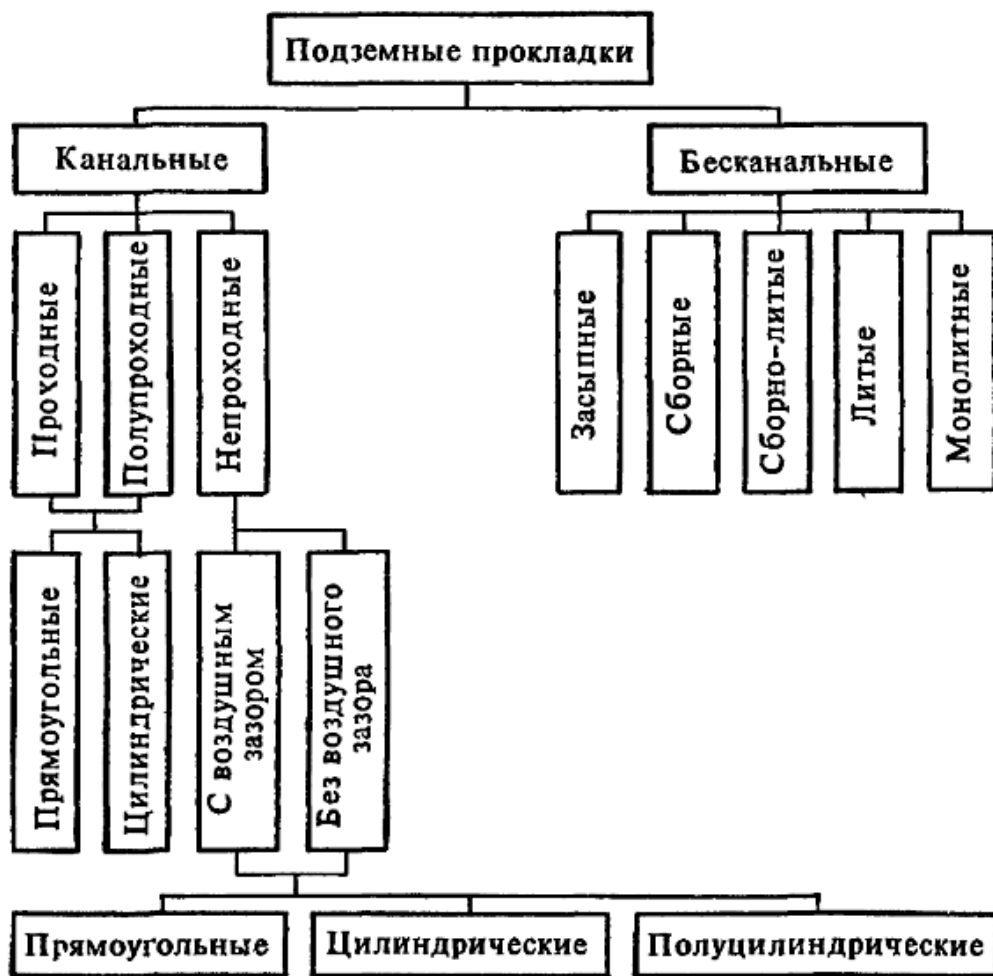 Подземные прокладки
Канальные
Бесканальные
Проходные
Полупроходные
Непроходные
Засыпные
Сборные
Сборно-литые
Литые
Монолитные
Прямоугольные
Цилиндрические
С воздушным
зазором
Без воздушного
зазора
Прямоугольные
Цилиндрические
Полуцилиндрические